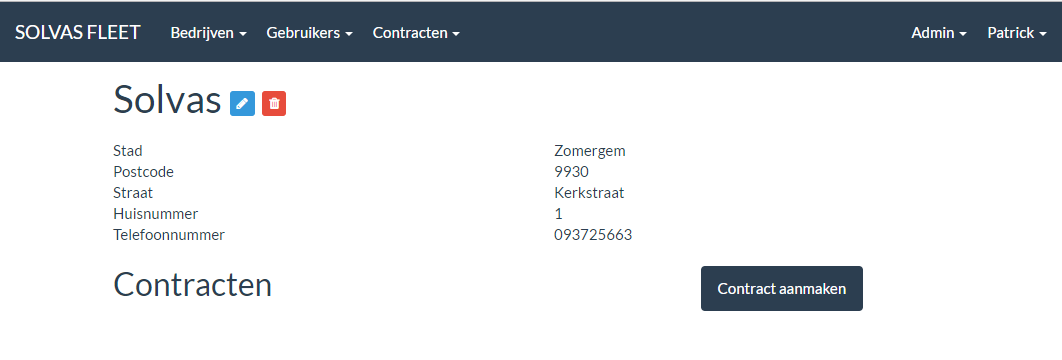 SOLVAS FLEET Bedrijven Gebruikers Contracten Admin Patrick
Solvas
Stad Zomergem
Postcode 9930
Straat Kerkstraat
Huisnummer 1
Telefoonnummer 093725663
Contracten Contract aanmaken